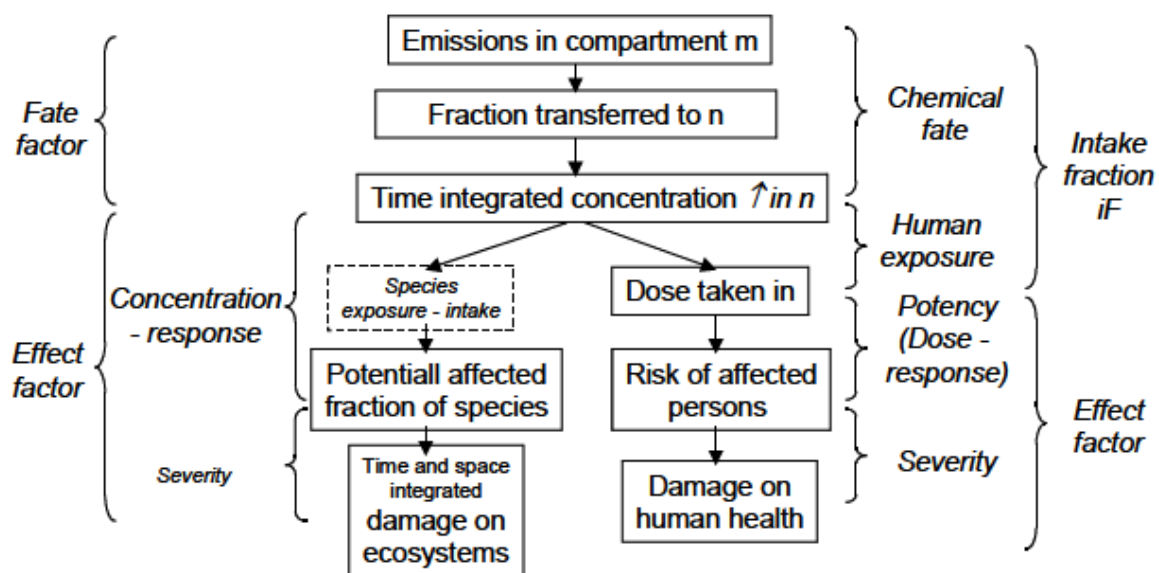 Emissions in compartment m
Fate
factor
Fraction transferred to n
Chemical
fate
Intake
fraction
iF
Time integrated concentration ↑ in n
Human
exposure
Species
exposure - intake
Dose taken in
Concentration
- response
Potency
(Dose -
response)
Effect
factor
Potentiall affected
fraction of species
Risk of affected
persons
Effect
factor
Severity
Time and space
integrated
damage on
ecosystems
Damage on
human health
Severity